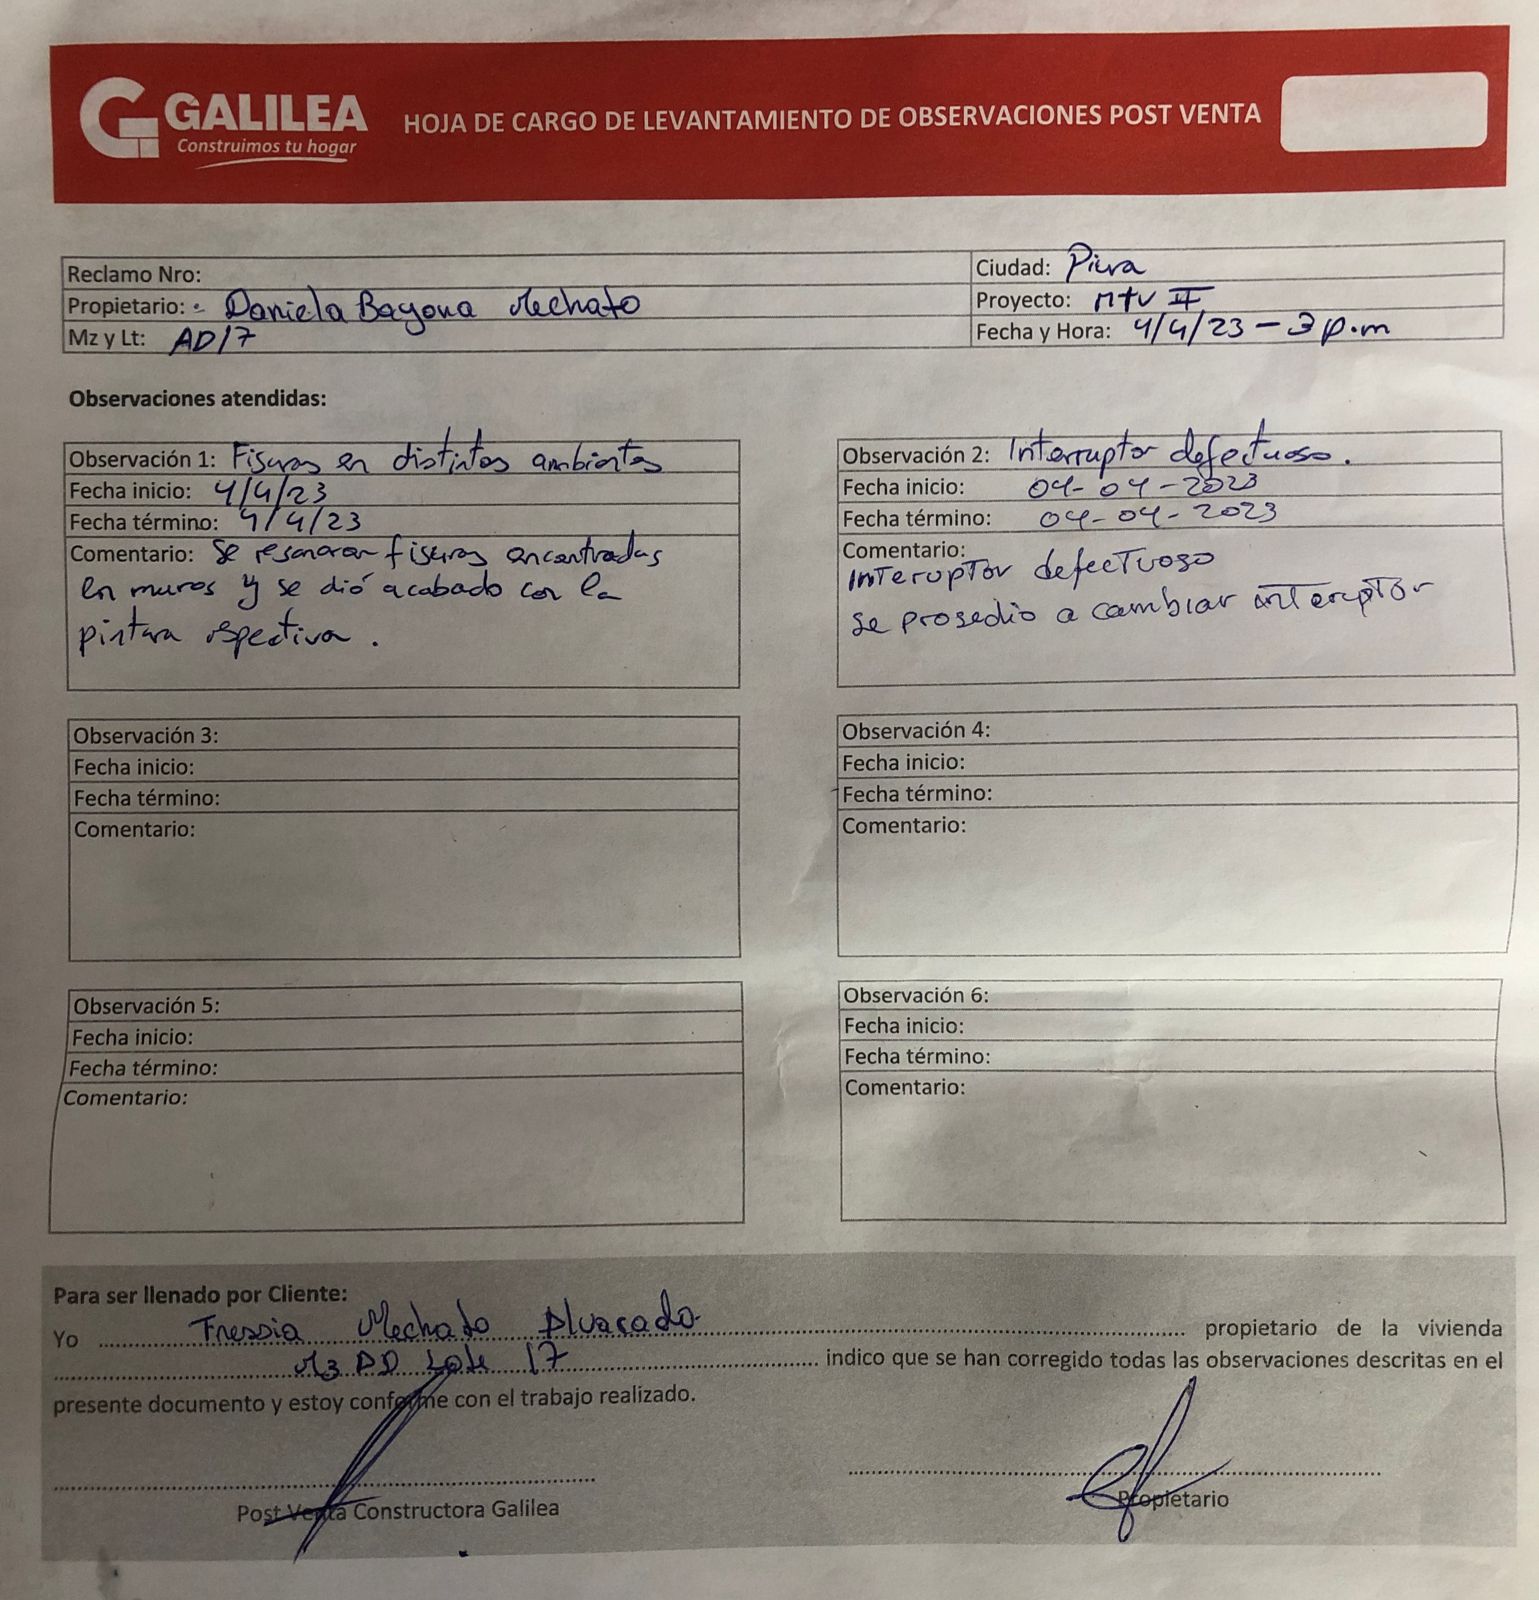 GALILEA
Construimos tu hogar
HOJA DE CARGO DE LEVANTAMIENTO DE OBSERVACIONES POST VENTA
Reclamo Nro:
Ciudad: Piura
Propietario: Daniela Bayona Mechato
Proyecto: MTV II
Mz y Lt: AD17
Fecha y Hora: 4/4/23 - 3 p.m
Observaciones atendidas:
Observación 1: Fisuras en distintos ambientes
Fecha inicio: 4/4/23
Fecha término: 4/4/23
Comentario: Se resanaron fisuras encontradas
en muros y se dió acabado con la
pintura respectiva.
Observación 2: Interruptor defectuoso.
Fecha inicio: 04-04-2023
Fecha término: 04-04-2023
Comentario:
Interuptor defectuoso
se prosedio a cambiar interuptor
Observación 3:
Fecha inicio:
Fecha término:
Comentario:
Observación 4:
Fecha inicio:
Fecha término:
Comentario:
Observación 5:
Fecha inicio:
Fecha término:
Comentario:
Observación 6:
Fecha inicio:
Fecha término:
Comentario:
Para ser llenado por Cliente:
Yo Fressia Mechato Alvarado propietario de la vivienda
Mz AD Lote 17 indico que se han corregido todas las observaciones descritas en el
presente documento y estoy conforme con el trabajo realizado.
Post Venta Constructora Galilea
Propietario